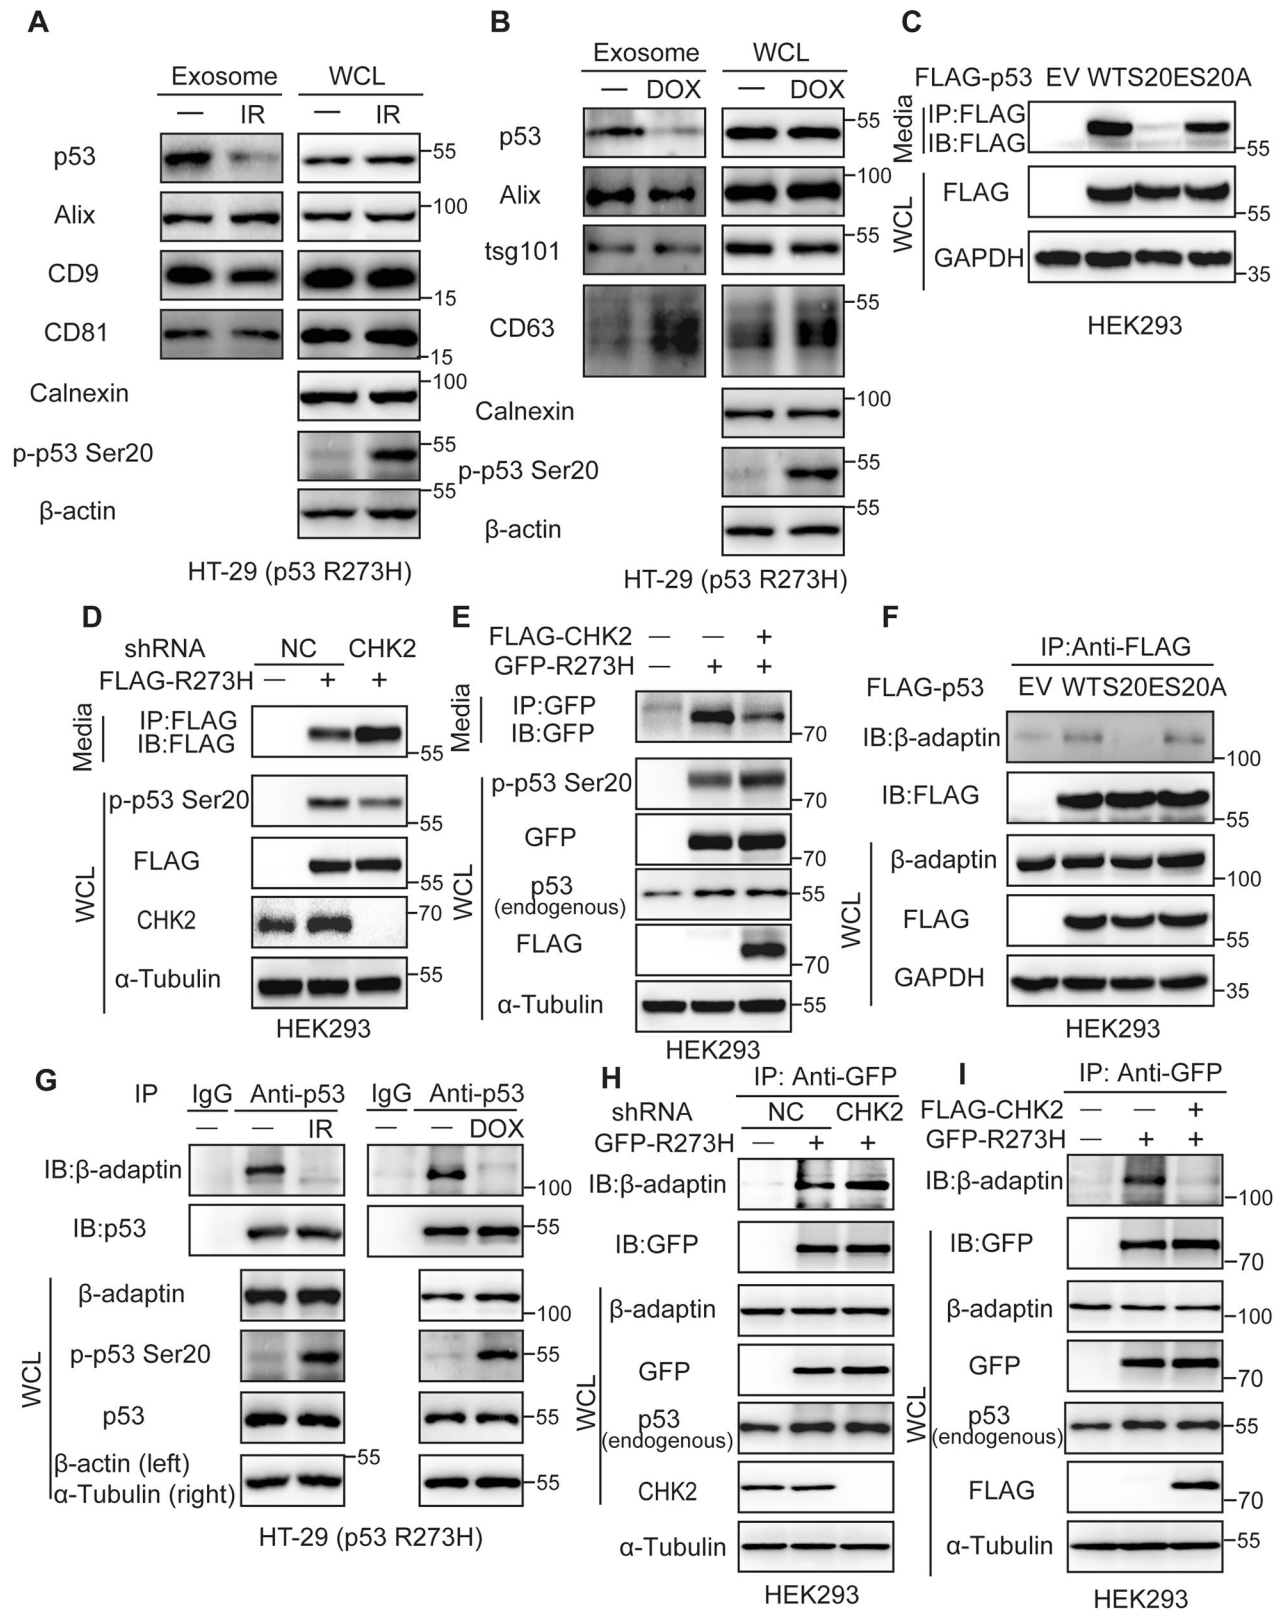 A
Exosome WCL
— IR — IR
p53 55
Alix 100
CD9
15
CD81
15
Calnexin 100
p-p53 Ser20 55
β-actin 55
HT-29 (p53 R273H)
B
Exosome WCL
— DOX — DOX
p53 55
Alix 100
tsg101 55
CD63 55
Calnexin 100
p-p53 Ser20 55
β-actin 55
HT-29 (p53 R273H)
C
FLAG-p53 EV WTS20ES20A
Media
IP:FLAG
IB:FLAG 55
WCL
FLAG
55
GAPDH 35
HEK293
D
shRNA NC CHK2
FLAG-R273H — + +
Media
IP:FLAG
IB:FLAG 55
WCL
p-p53 Ser20
55
FLAG
55
CHK2 70
α-Tubulin 55
HEK293
E
FLAG-CHK2 — — +
GFP-R273H — + +
Media
IP:GFP
IB:GFP 70
WCL
p-p53 Ser20
70
GFP
70
p53
(endogenous) 55
FLAG
70
α-Tubulin 55
HEK293
F
IP:Anti-FLAG
FLAG-p53 EV WTS20ES20A
IB:β-adaptin
100
IB:FLAG
55
WCL
β-adaptin
100
FLAG
55
GAPDH 35
HEK293
G
IP IgG Anti-p53 IgG Anti-p53
— IR — DOX
IB:β-adaptin
100
IB:p53 55
WCL
β-adaptin
100
p-p53 Ser20 55
p53 55
β-actin (left) 55
α-Tubulin (right) 55
HT-29 (p53 R273H)
H
IP: Anti-GFP
shRNA NC CHK2
GFP-R273H — + +
IB:β-adaptin
IB:GFP
WCL
β-adaptin
GFP
p53
(endogenous)
CHK2
α-Tubulin
HEK293
I
IP: Anti-GFP
FLAG-CHK2 — — +
GFP-R273H — + +
IB:β-adaptin
100
WCL
IB:GFP
70
β-adaptin 100
GFP
70
p53
(endogenous) 55
FLAG
70
α-Tubulin 55
HEK293